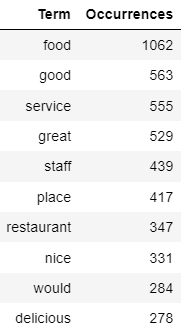 Term Occurrences
food 1062
good 563
service 555
great 529
staff 439
place 417
restaurant 347
nice 331
would 284
delicious 278